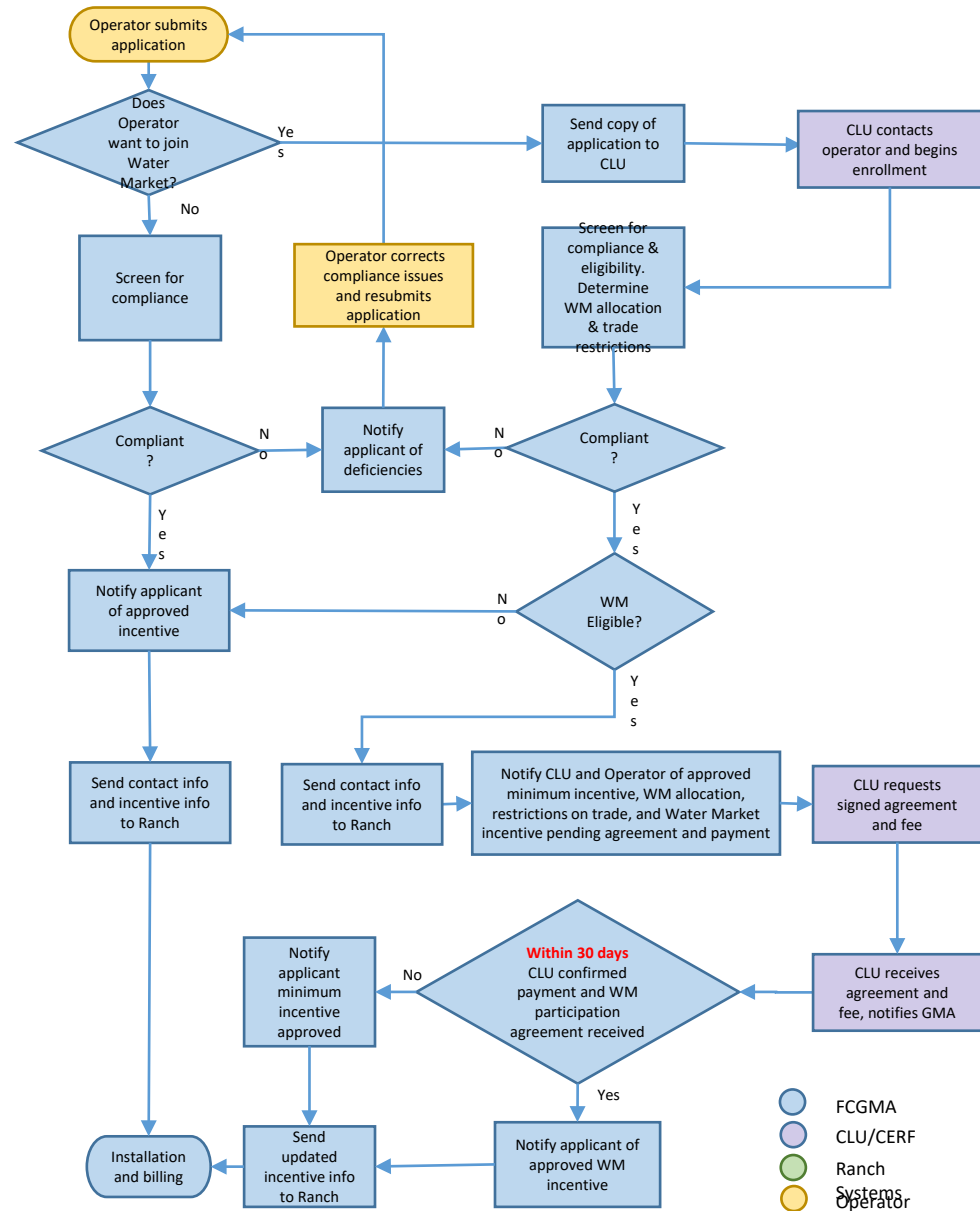 Operator submits
application
Does
Operator
want to join
Water
Market?
Ye
s
Send copy of
application to
CLU
CLU contacts
operator and begins
enrollment
No
Screen for
compliance
Operator corrects
compliance issues
and resubmits
application
Screen for
compliance &
eligibility.
Determine
WM allocation
& trade
restrictions
Compliant
?
N
o
Notify
applicant of
deficiencies
N
o
Compliant
?
Y
e
s
Y
e
s
Notify applicant
of approved
incentive
N
o
WM
Eligible?
Y
e
s
Send contact info
and incentive info
to Ranch
Send contact info
and incentive info
to Ranch
Notify CLU and Operator of approved
minimum incentive, WM allocation,
restrictions on trade, and Water Market
incentive pending agreement and payment
CLU requests
signed agreement
and fee
Notify
applicant
minimum
incentive
approved
No
Within 30 days
CLU confirmed
payment and WM
participation
agreement received
CLU receives
agreement and
fee, notifies GMA
Yes
Installation
and billing
Send
updated
incentive info
to Ranch
Notify applicant of
approved WM
incentive
FCGMA
CLU/CERF
Ranch
Systems
Operator